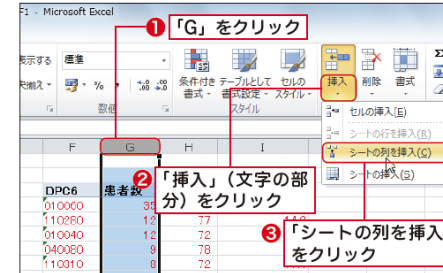 F1 - Microsoft Excel
❶「G」をクリック
表示する 標準
% , .0 .00 .00 .0
条件付き テーブルとして セルの 挿入 削除 書式
書式 書式設定 スタイル
数値 スタイル
セルの挿入(E)
シートの行を挿入(R)
シートの列を挿入(C)
シートの挿入(S)
F G H I
❷「挿入」（文字の部
分）をクリック
DPC6 患者数
010060 35
110280 12 77
010040 12 72
040080 9 78
110310 8 72
❸「シートの列を挿入
をクリック